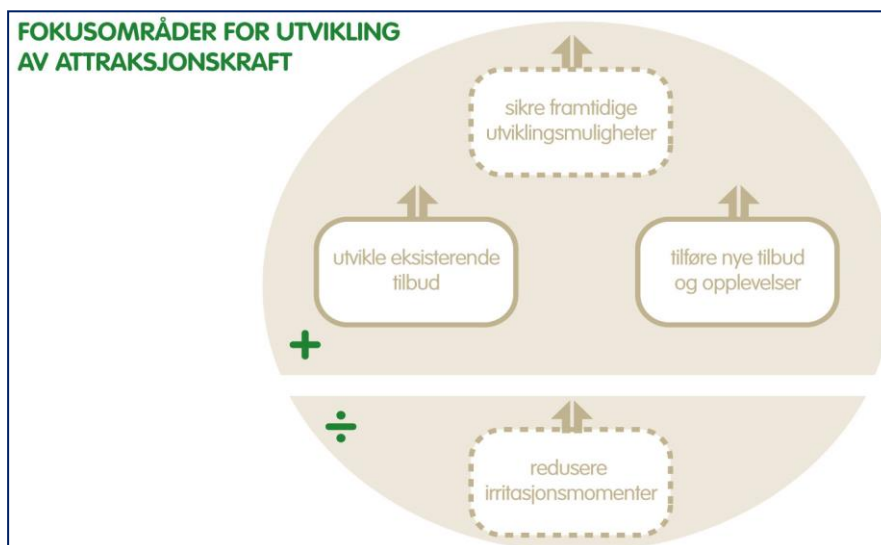 FOKUSOMRÅDER FOR UTVIKLING
AV ATTRAKSJONSKRAFT
sikre framtidige
utviklingsmuligheter
utvikle eksisterende
tilbud
tilføre nye tilbud
og opplevelser
+
÷
redusere
irritasjonsmomenter